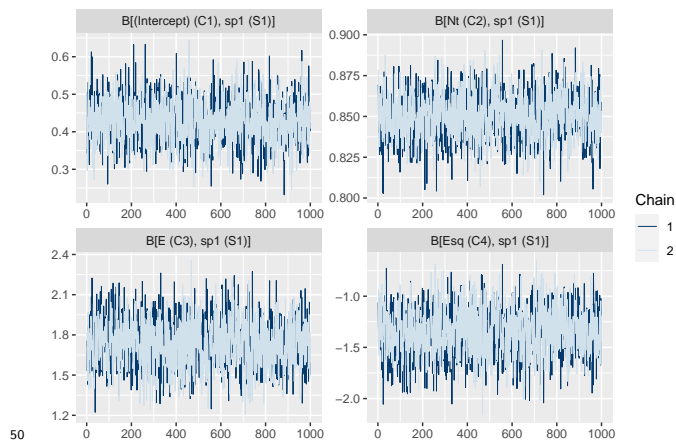 B[(Intercept) (C1), sp1 (S1)]
B[Nt (C2), sp1 (S1)]
0.6
0.5
0.4
0.3
0.900
0.875
0.850
0.825
0.800
0 200 400 600 800 1000
0 200 400 600 800 1000
B[E (C3), sp1 (S1)]
B[Esq (C4), sp1 (S1)]
2.4
2.1
1.8
1.5
1.2
−1.0
−1.5
−2.0
0 200 400 600 800 1000
0 200 400 600 800 1000
Chain
1
2
50